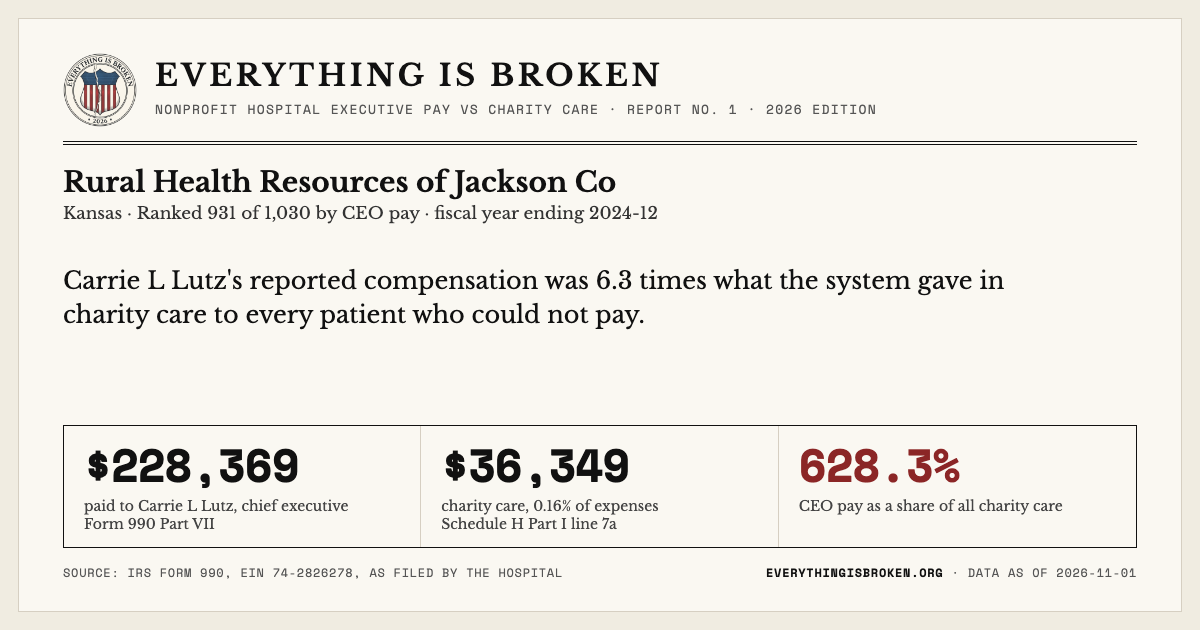 EVERYTHING IS BROKEN
2026
EVERYTHING IS BROKEN
NONPROFIT HOSPITAL EXECUTIVE PAY VS CHARITY CARE · REPORT NO. 1 · 2026 EDITION
Rural Health Resources of Jackson Co
Kansas · Ranked 931 of 1,030 by CEO pay · fiscal year ending 2024-12
Carrie L Lutz's reported compensation was 6.3 times what the system gave in
charity care to every patient who could not pay.
$228,369
paid to Carrie L Lutz, chief executive
Form 990 Part VII
$36,349
charity care, 0.16% of expenses
Schedule H Part I line 7a
628.3%
CEO pay as a share of all charity care
SOURCE: IRS FORM 990, EIN 74-2826278, AS FILED BY THE HOSPITAL
EVERYTHINGISBROKEN.ORG · DATA AS OF 2026-11-01